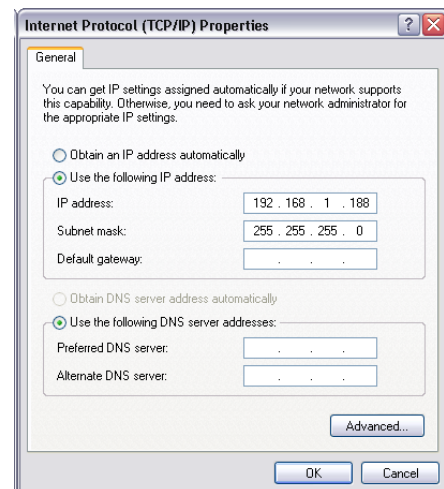 Internet Protocol (TCP/IP) Properties
General
You can get IP settings assigned automatically if your network supports
this capability. Otherwise, you need to ask your network administrator for
the appropriate IP settings.
Obtain an IP address automatically
Use the following IP address:
IP address: 192 . 168 . 1 . 188
Subnet mask: 255 . 255 . 255 . 0
Default gateway: . . .
Obtain DNS server address automatically
Use the following DNS server addresses:
Preferred DNS server: . . .
Alternate DNS server: . . .
Advanced...
OK Cancel